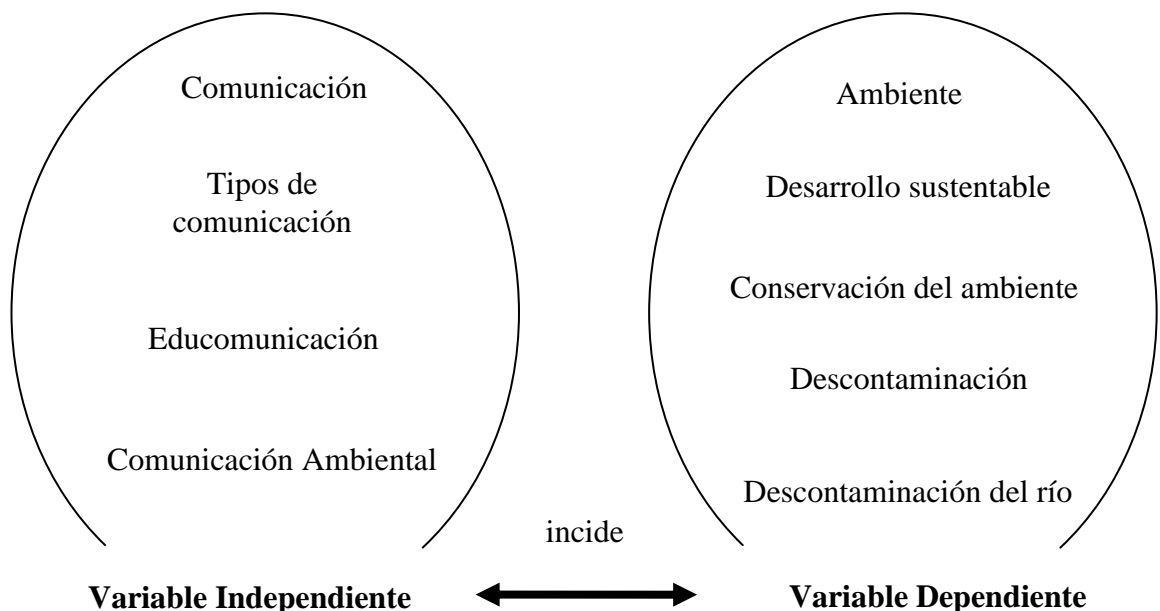 Comunicación
Tipos de
comunicación
Educomunicación
Comunicación Ambiental
Variable Independiente
incide
Ambiente
Desarrollo sustentable
Conservación del ambiente
Descontaminación
Descontaminación del río
Variable Dependiente